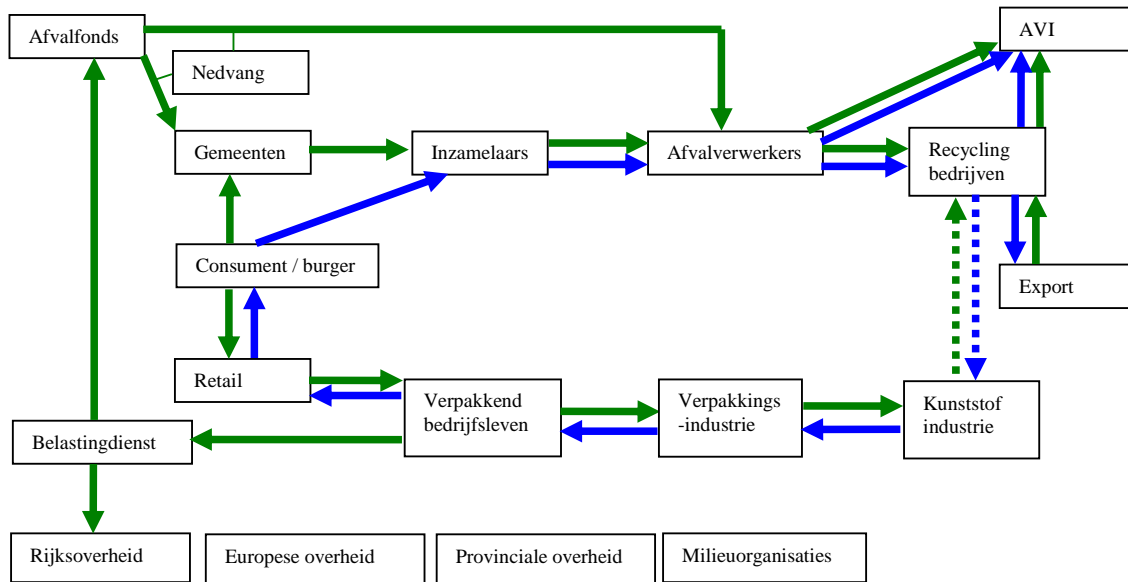 Afvalfonds
AVI
Nedvang
Gemeenten
Inzamelaars
Afvalverwerkers
Recycling
bedrijven
Consument / burger
Export
Retail
Verpakkend
bedrijfsleven
Verpakkings
-industrie
Kunststof
industrie
Belastingdienst
Rijksoverheid
Europese overheid
Provinciale overheid
Milieuorganisaties